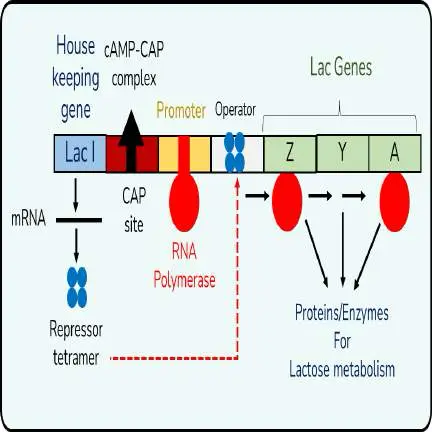 House
keeping
gene
cAMP-CAP
complex
Lac Genes
Promoter
Operator
Lac I
Z
Y
A
mRNA
CAP
site
RNA
Polymerase
Repressor
tetramer
Proteins/Enzymes
For
Lactose metabolism